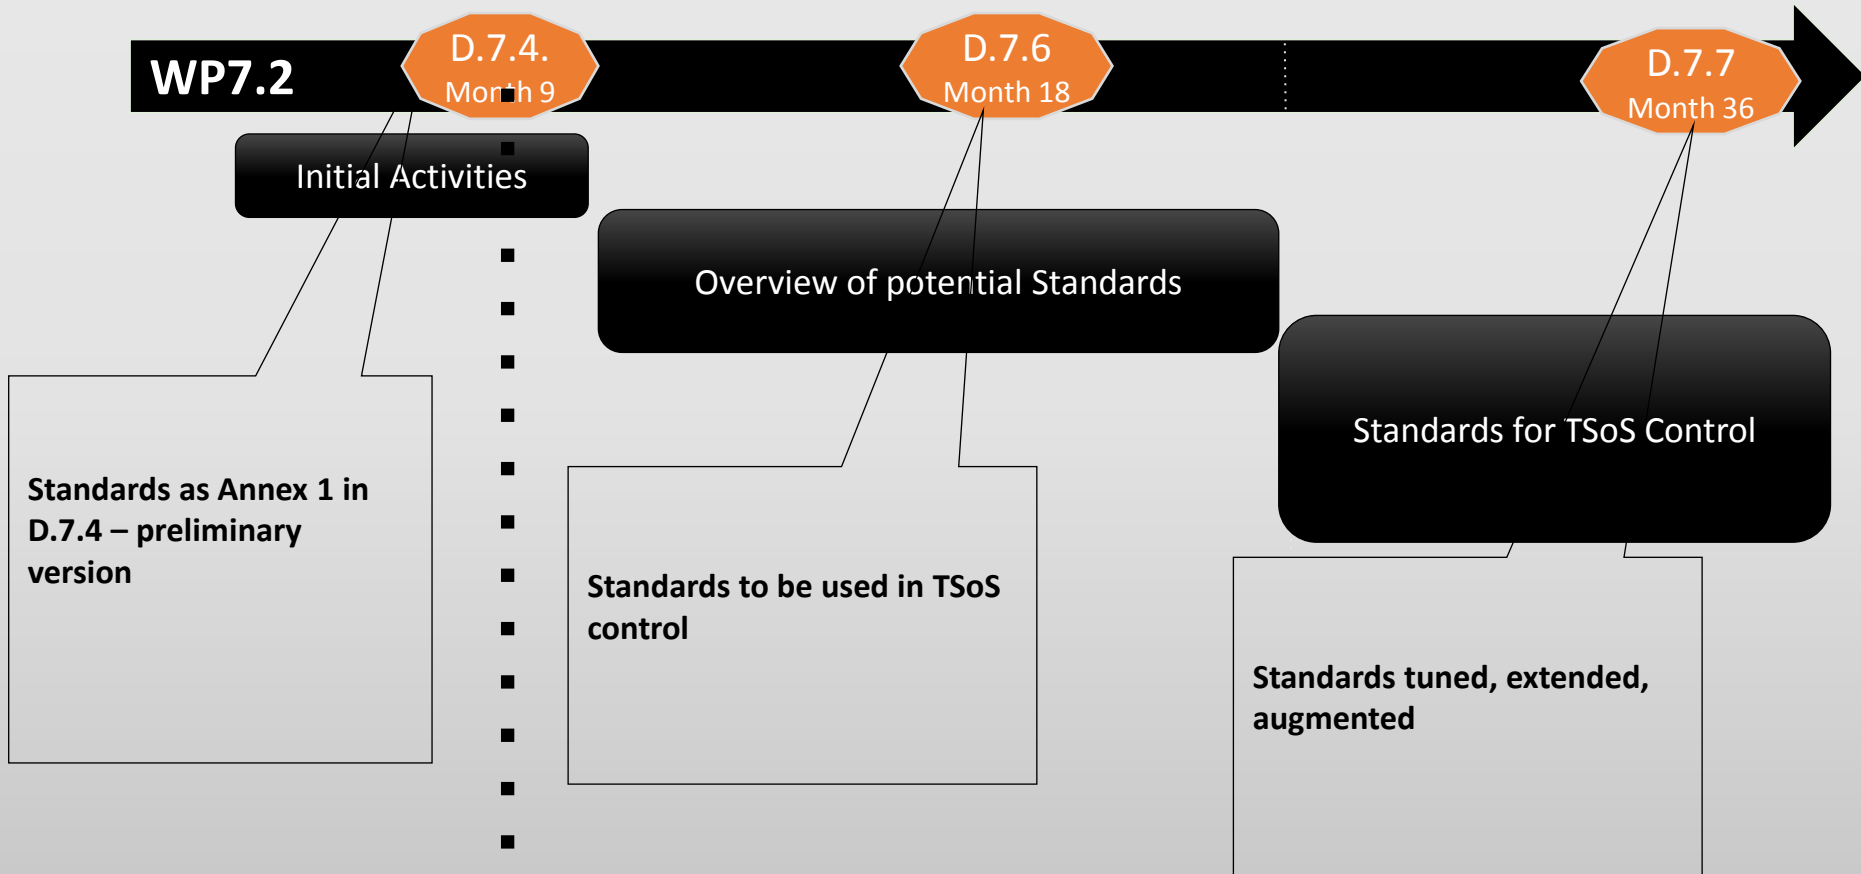 WP7.2
D.7.4.
Month 9
D.7.6
Month 18
D.7.7
Month 36
Initial Activities
Overview of potential Standards
Standards for TSoS Control
Standards as Annex 1 in
D.7.4 – preliminary
version
Standards to be used in TSoS
control
Standards tuned, extended,
augmented